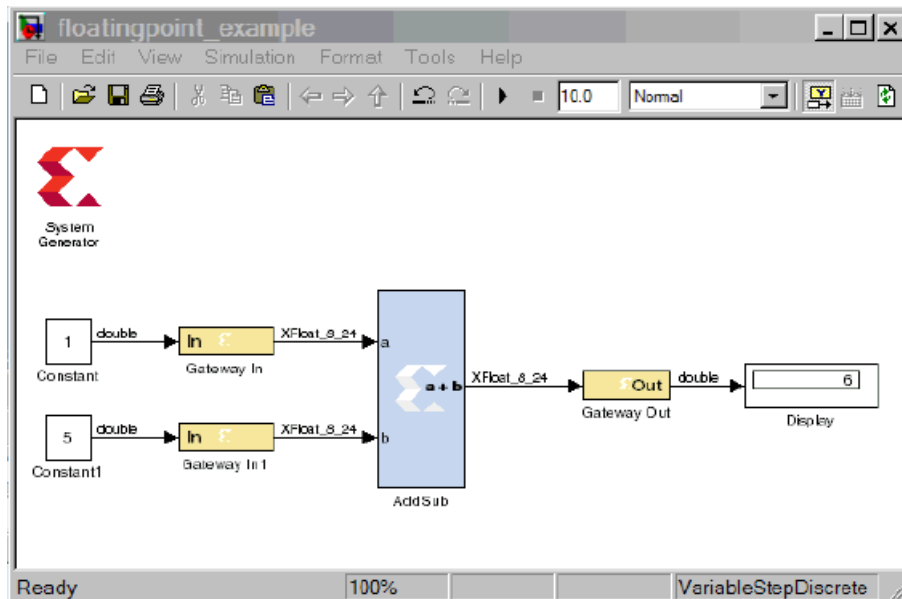 floatingpoint_example
File Edit View Simulation Format Tools Help
10.0 Normal
System
Generator
1 double In XFloat_8_24 a
Constant Gateway In
a + b XFloat_8_24 Out double 6
Gateway Out Display
5 double In XFloat_8_24 b
Constant1 Gateway In1
AddSub
Ready 100% VariableStepDiscrete